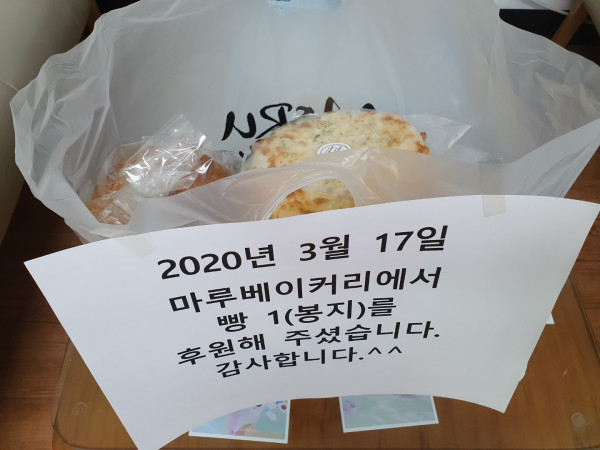 MARU
2020년 3월 17일
마루베이커리에서
빵 1(봉지)를
후원해 주셨습니다.
감사합니다.^^